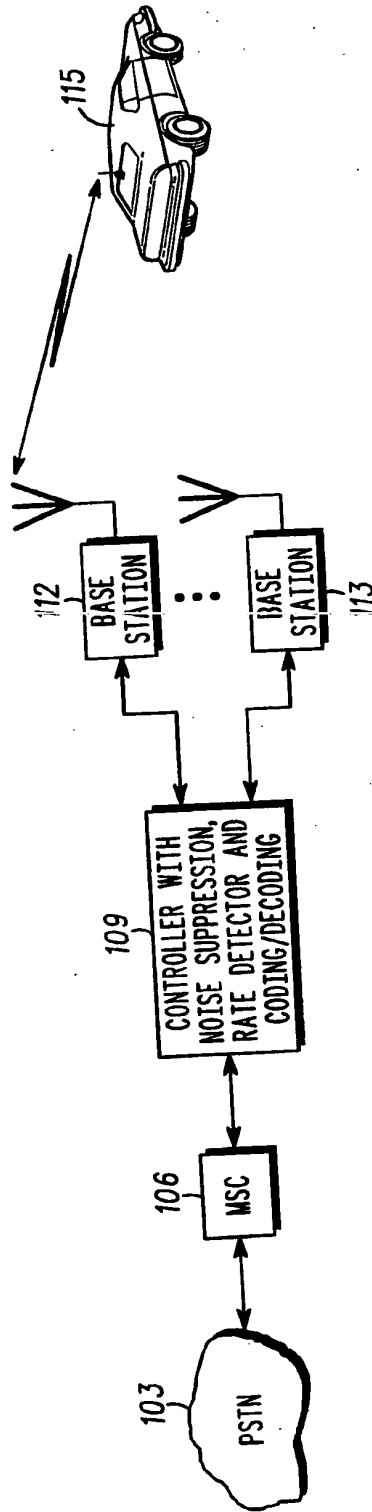 103
PSTN
106
MSC
109
CONTROLLER WITH
NOISE SUPPRESSION,
RATE DETECTOR AND
CODING/DECODING
112
BASE
STATION
BASE
STATION
113
115